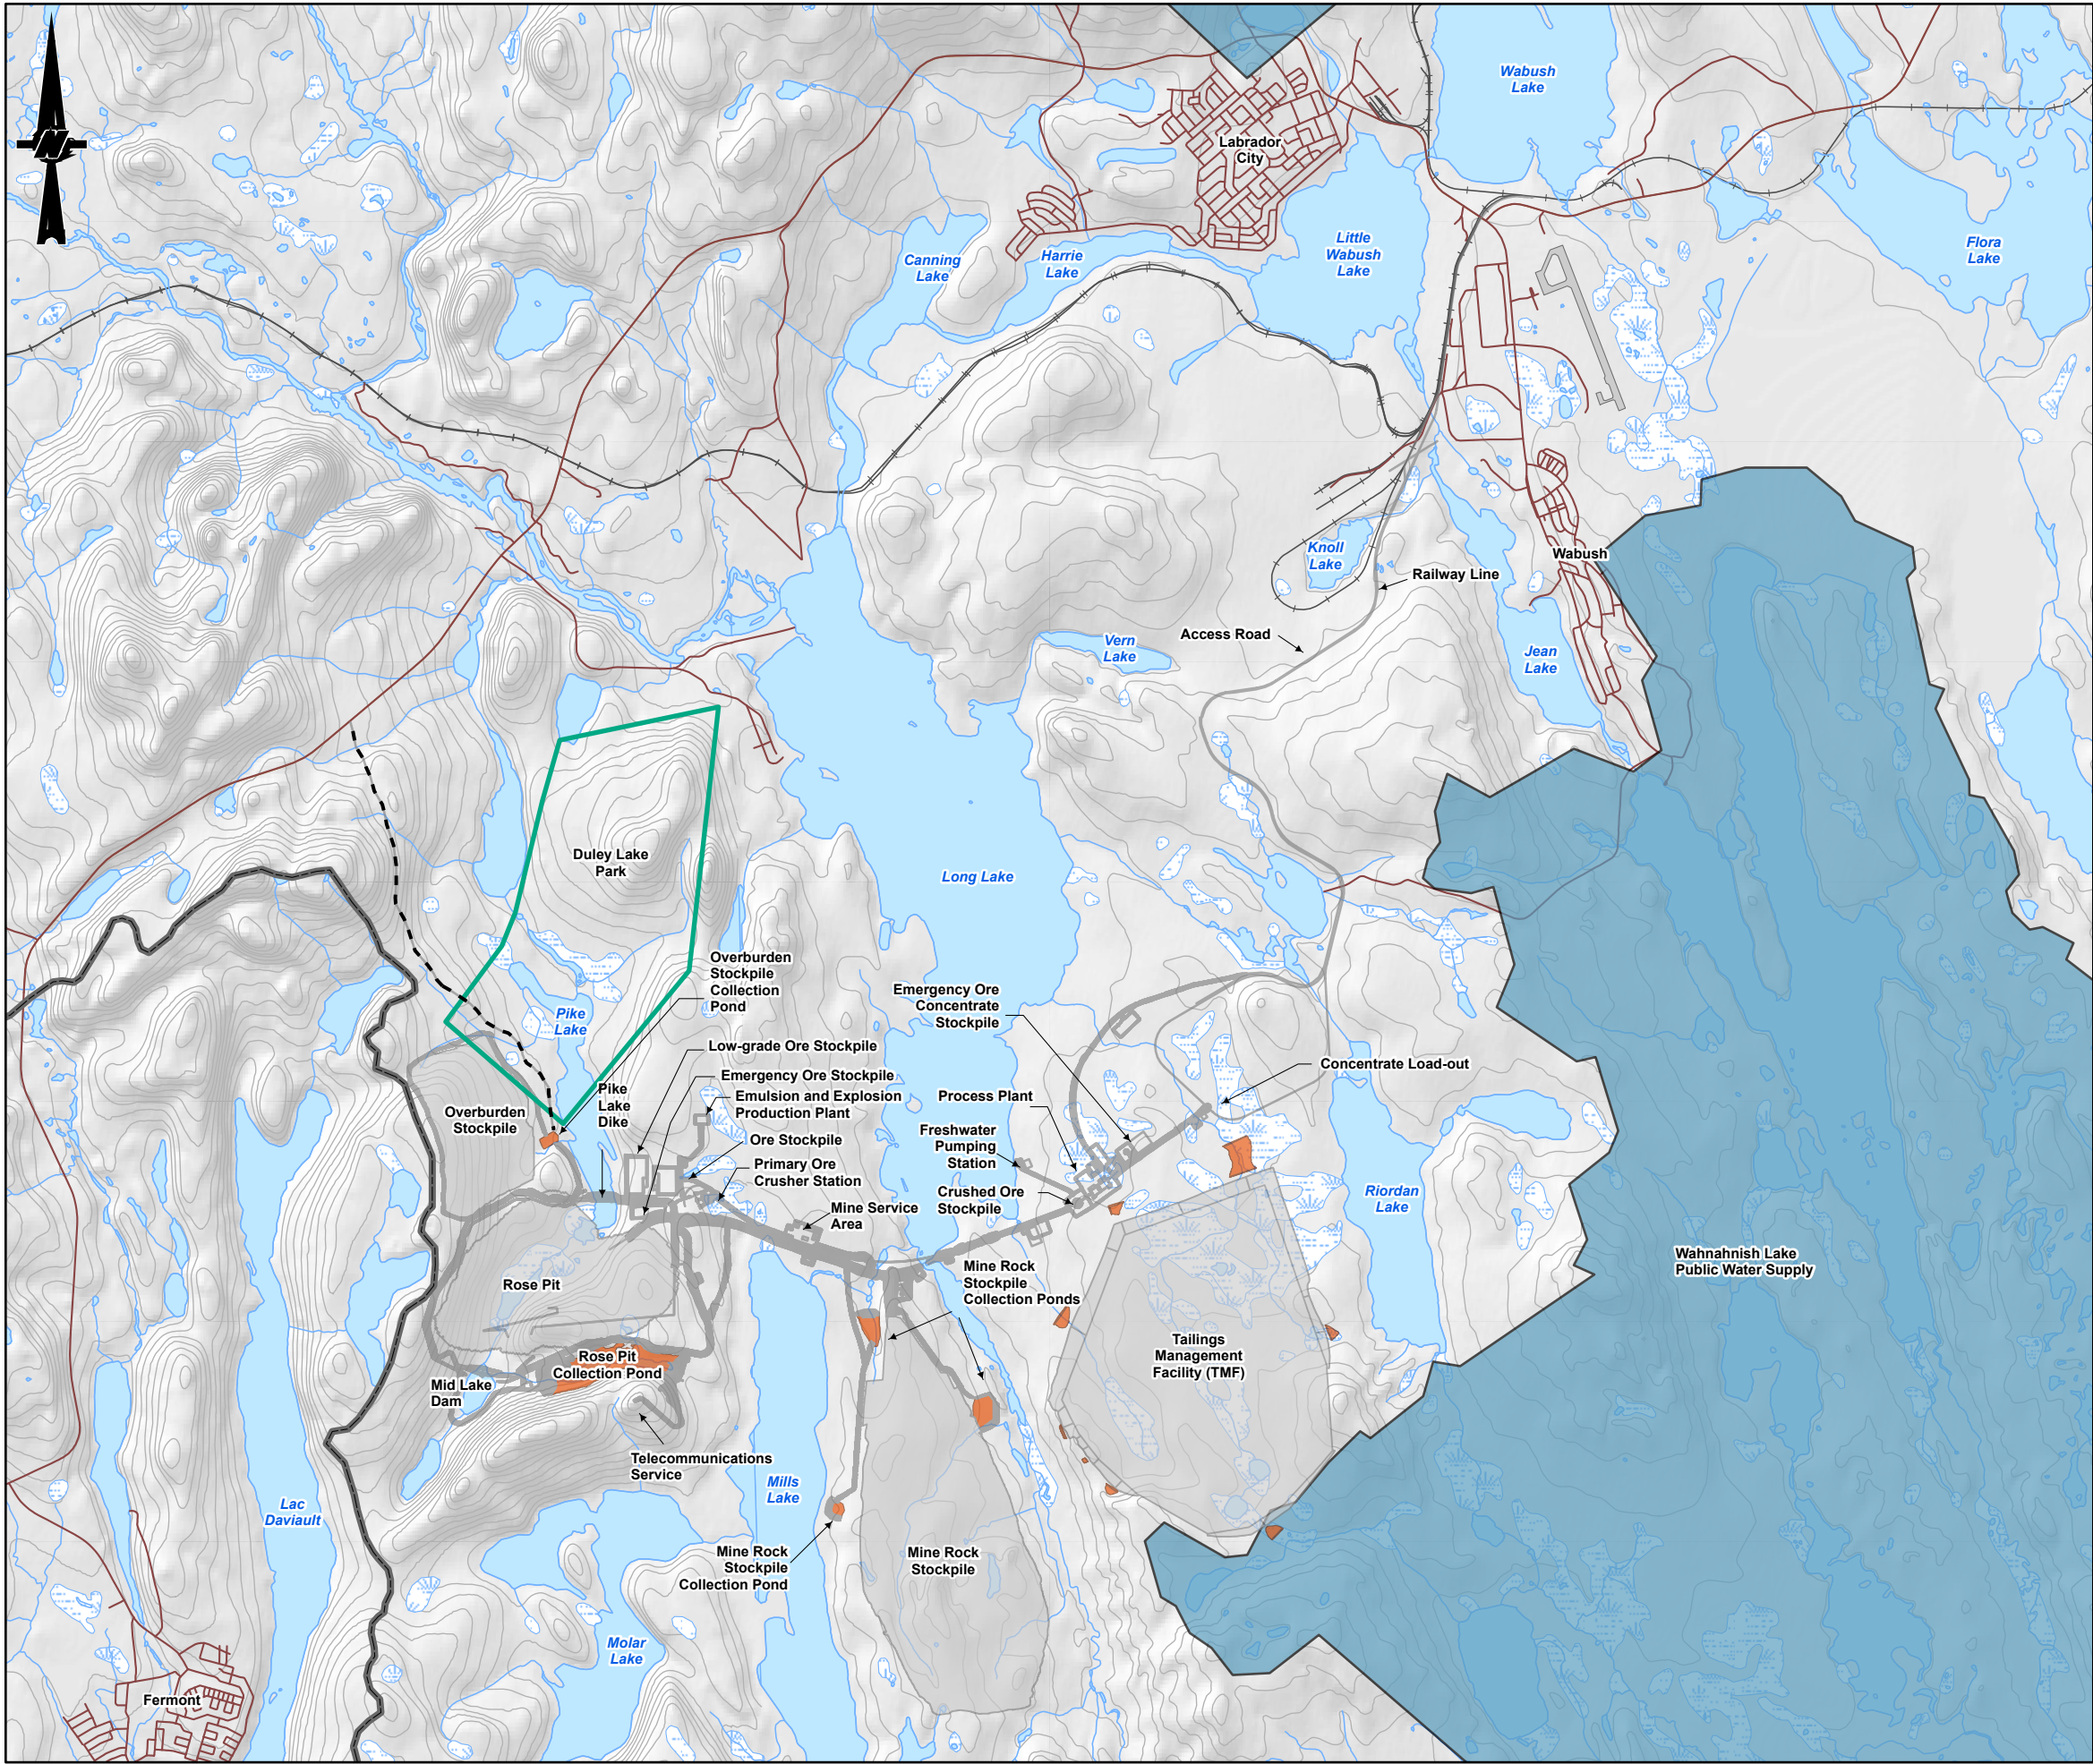 Wabush
Lake
Labrador
City
N
Little
Wabush
Lake
Flora
Lake
Canning
Lake
Harrie
Lake
Knoll
Lake
Wabush
Railway Line
Access Road
Vern
Lake
Jean
Lake
Duley Lake
Park
Long Lake
Overburden
Stockpile
Collection
Pond
Emergency Ore
Concentrate
Stockpile
Pike
Lake
Low-grade Ore Stockpile
Concentrate Load-out
Emergency Ore Stockpile
Pike
Lake
Dike
Emulsion and Explosion
Production Plant
Process Plant
Overburden
Stockpile
Freshwater
Pumping
Station
Ore Stockpile
Primary Ore
Crusher Station
Crushed Ore
Stockpile
Riordan
Lake
Mine Service
Area
Wahnahnish Lake
Public Water Supply
Rose Pit
Mine Rock
Stockpile
Collection Ponds
Tailings
Management
Facility (TMF)
Rose Pit
Collection Pond
Mid Lake
Dam
Telecommunications
Service
Mills
Lake
Lac
Daviault
Mine Rock
Stockpile
Collection Pond
Mine Rock
Stockpile
Molar
Lake
Fermont